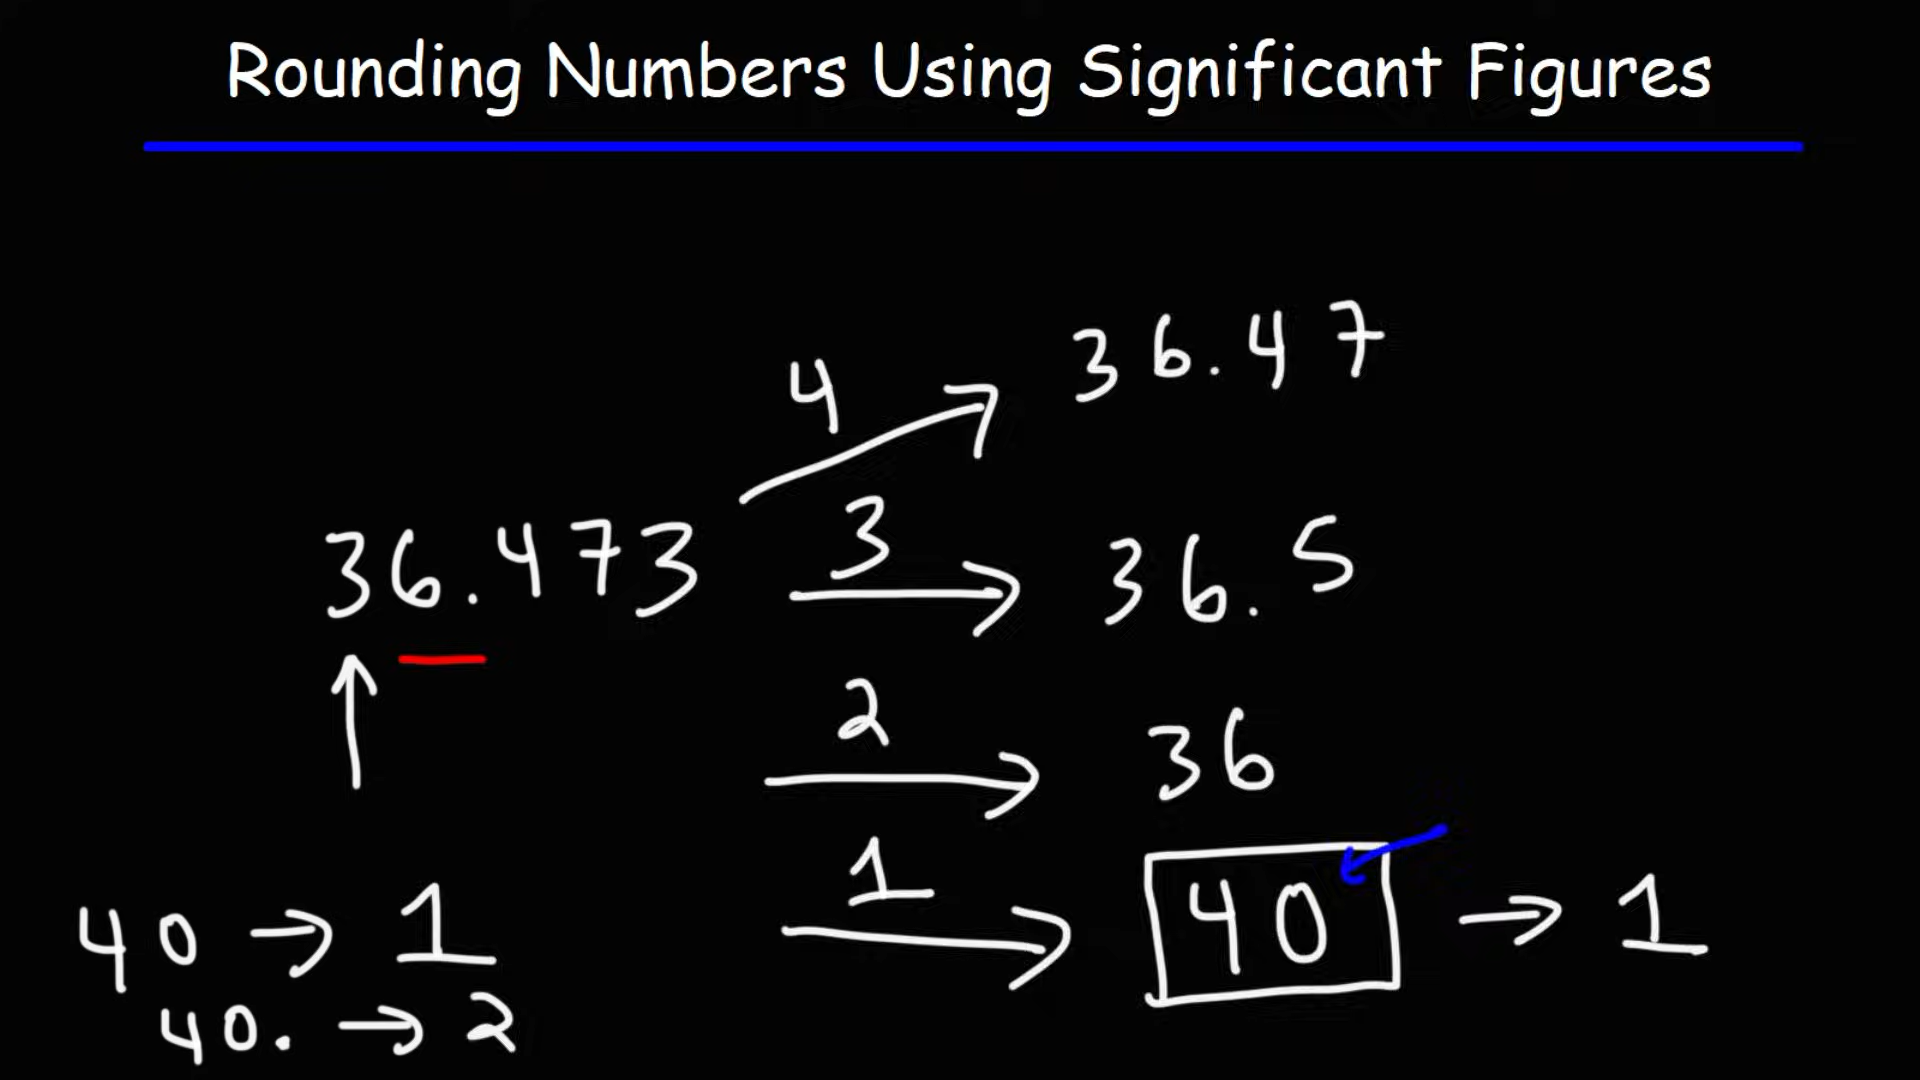 Rounding Numbers Using Significant Figures
4 → 36.47
36.473
3 → 36.5
2 → 36
1 → 40 → 1
40 → 1
40. → 2